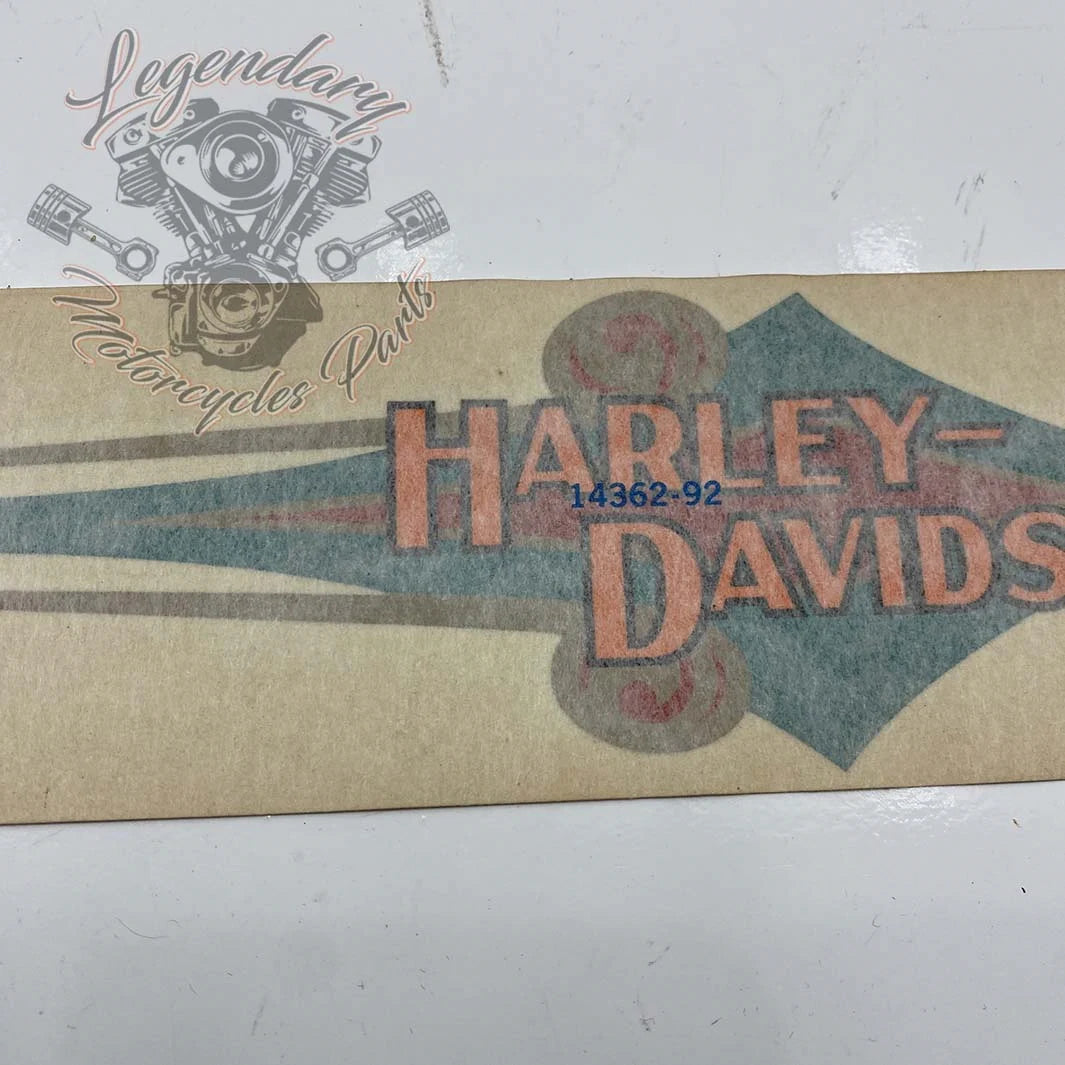 Legendary
Motorcycles Parts
HARLEY-
14362-92
DAVIDS